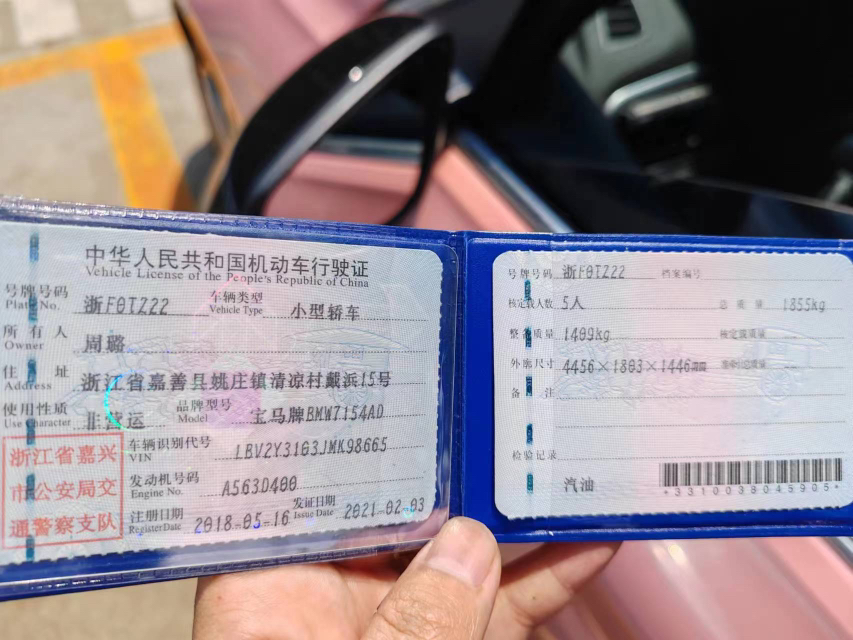 中华人民共和国机动车行驶证
Vehicle License of the People's Republic of China
号牌号码 浙F0TZ22 车辆类型 小型轿车
Plate No. Vehicle Type
所有人 周璐
Owner
住址 浙江省嘉善县姚庄镇清凉村戴浜15号
Address
使用性质 非营运 品牌型号 宝马牌BMW7154AD
Use Character Model
浙江省嘉兴
市公安局交
通警察支队
车辆识别代号 LBV2Y3103JMK98665
VIN
发动机号码 A563D400
Engine No.
注册日期 2018-05-16 发证日期 2021-02-03
Register Date Issue Date
号牌号码 浙F0TZ22 档案编号
核定载人数 5人 总质量 1855kg
整备质量 1409kg 核定载质量
外廓尺寸 4456×1803×1446mm
备注
检验记录
汽油
*3310038045905*